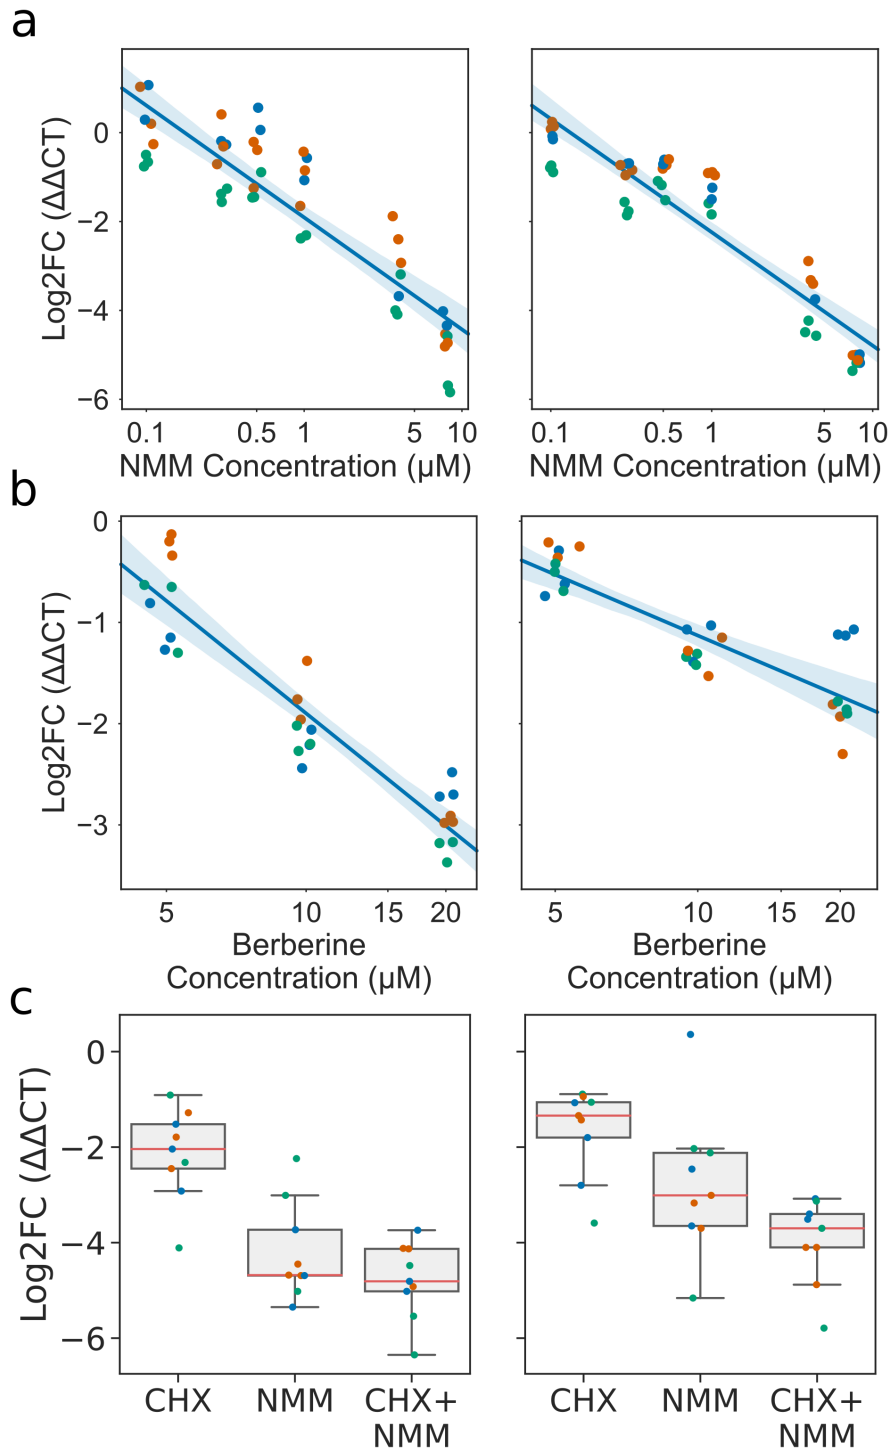 a
Log2FC (ΔΔCT)
0
−2
−4
−6
0.1 0.5 1 5 10
NMM Concentration (µM)
0.1 0.5 1 5 10
NMM Concentration (µM)
b
Log2FC (ΔΔCT)
0
−1
−2
−3
5 10 15 20
Berberine
Concentration (µM)
5 10 15 20
Berberine
Concentration (µM)
c
Log2FC (ΔΔCT)
0
−2
−4
−6
CHX NMM CHX+
NMM
CHX NMM CHX+
NMM